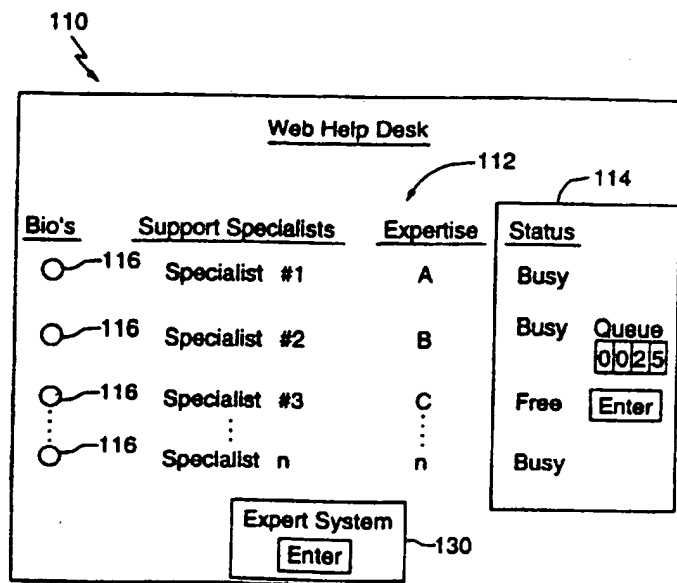 110
Web Help Desk
112
114
Bio's Support Specialists Expertise Status
116 Specialist #1 A Busy
116 Specialist #2 B Busy Queue
0025
116 Specialist #3 C Free Enter
116 Specialist n n Busy
Expert System
Enter
130